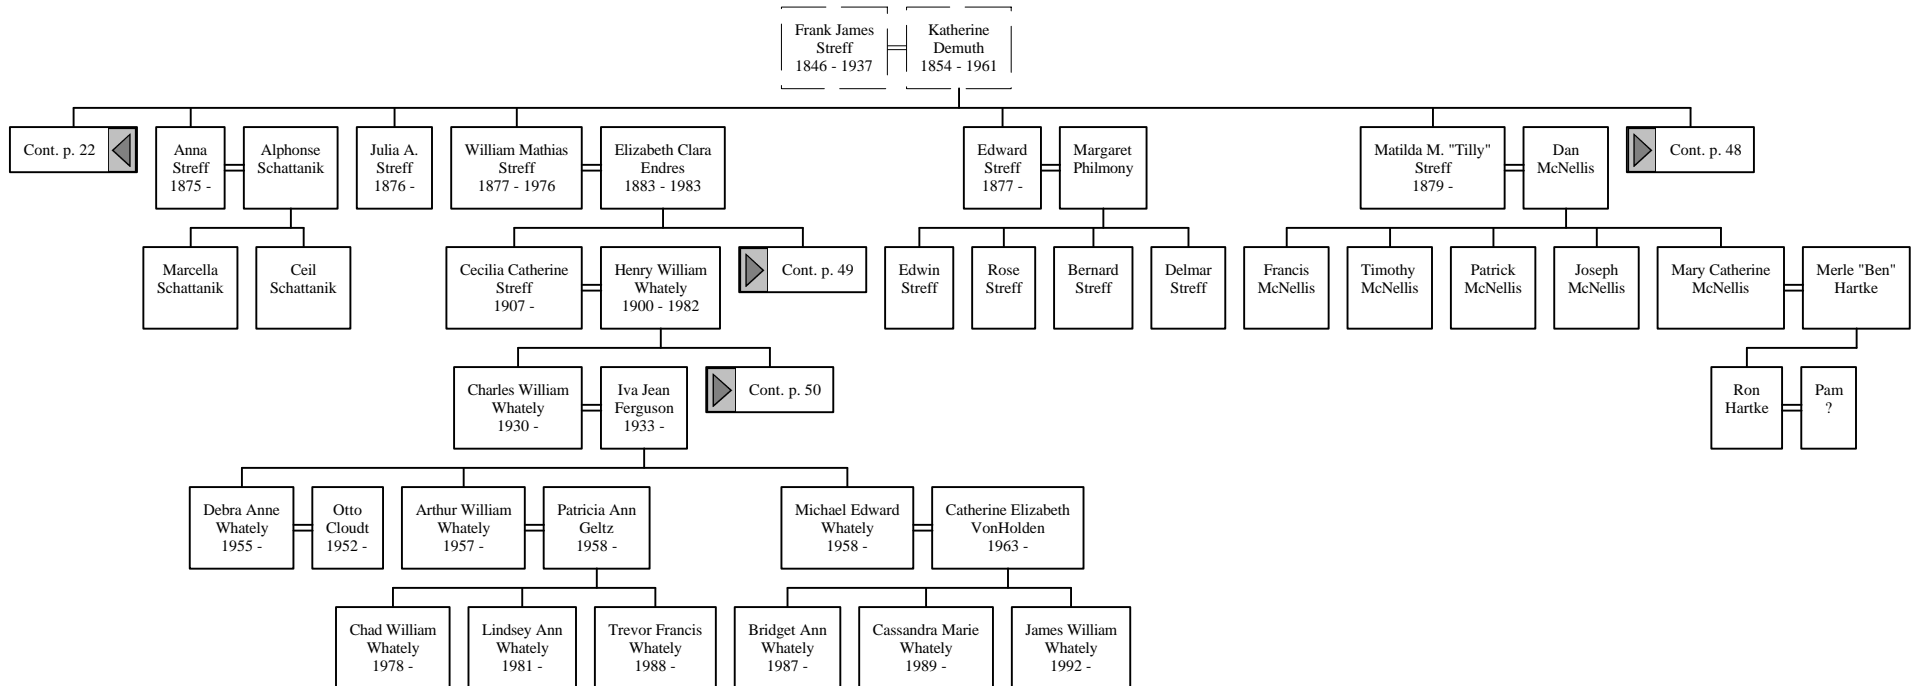 Frank James
Streff
1846 - 1937
Katherine
Demuth
1854 - 1961
Cont. p. 22
Anna
Streff
1875 -
Alphonse
Schattanik
Julia A.
Streff
1876 -
William Mathias
Streff
1877 - 1976
Elizabeth Clara
Endres
1883 - 1983
Edward
Streff
1877 -
Margaret
Philmony
Matilda M. "Tilly"
Streff
1879 -
Dan
McNellis
Cont. p. 48
Marcella
Schattanik
Ceil
Schattanik
Cecilia Catherine
Streff
1907 -
Henry William
Whately
1900 - 1982
Cont. p. 49
Edwin
Streff
Rose
Streff
Bernard
Streff
Delmar
Streff
Francis
McNellis
Timothy
McNellis
Patrick
McNellis
Joseph
McNellis
Mary Catherine
McNellis
Merle "Ben"
Hartke
Charles William
Whately
1930 -
Iva Jean
Ferguson
1933 -
Cont. p. 50
Ron
Hartke
Pam
?
Debra Anne
Whately
1955 -
Otto
Cloudt
1952 -
Arthur William
Whately
1957 -
Patricia Ann
Geltz
1958 -
Michael Edward
Whately
1958 -
Catherine Elizabeth
VonHolden
1963 -
Chad William
Whately
1978 -
Lindsey Ann
Whately
1981 -
Trevor Francis
Whately
1988 -
Bridget Ann
Whately
1987 -
Cassandra Marie
Whately
1989 -
James William
Whately
1992 -